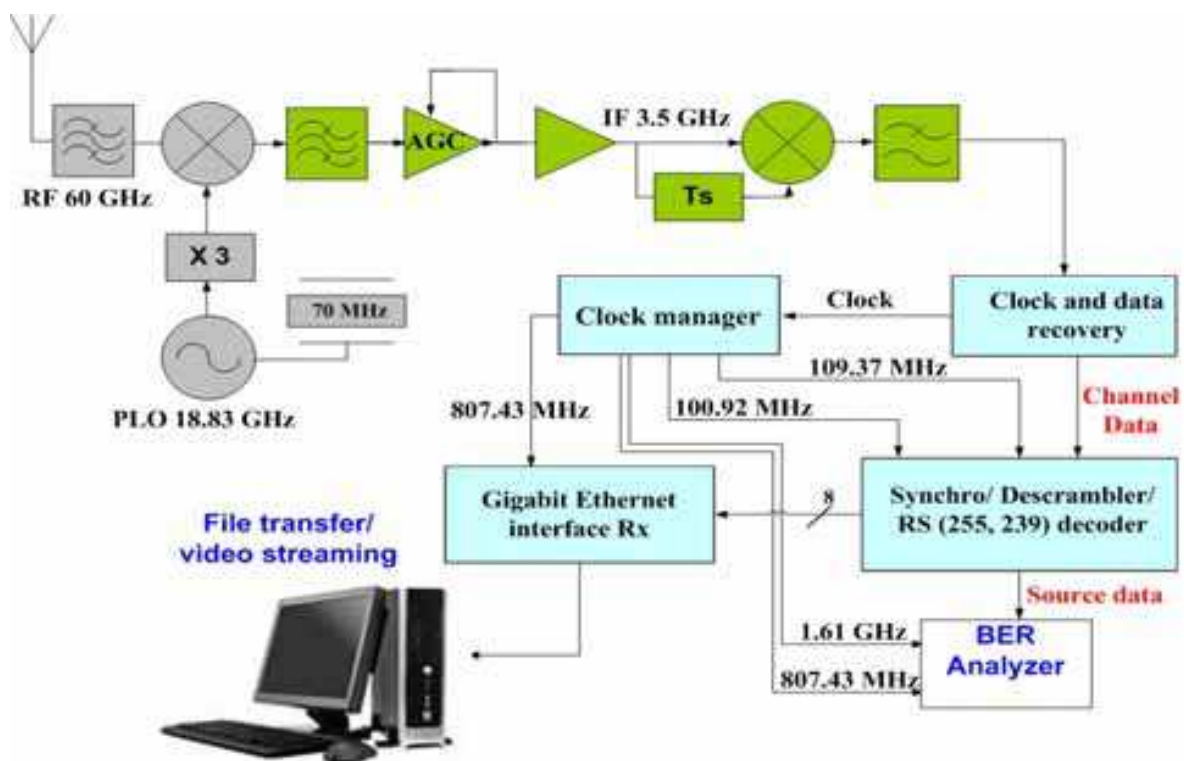 IF 3.5 GHz
AGC
Ts
RF 60 GHz
X 3
70 MHz
PLO 18.83 GHz
Clock manager
Clock
Clock and data
recovery
109.37 MHz
807.43 MHz
100.92 MHz
Channel
Data
Gigabit Ethernet
interface Rx
8
Synchro/ Descrambler/
RS (255, 239) decoder
File transfer/
video streaming
Source data
1.61 GHz
807.43 MHz
BER
Analyzer